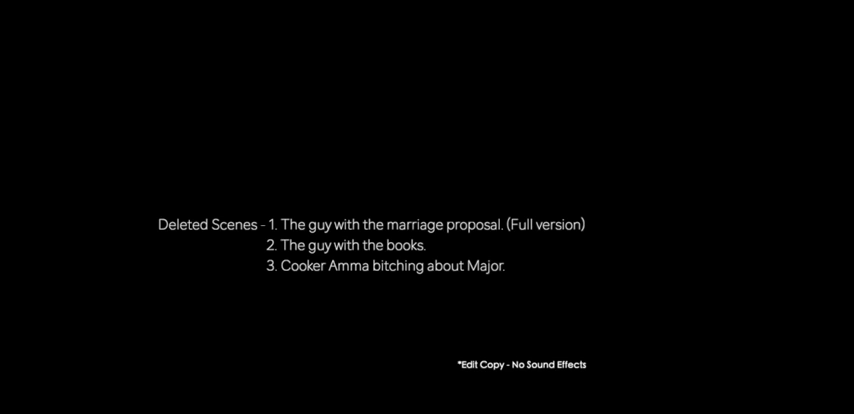 Deleted Scenes - 1. The guy with the marriage proposal. (Full version)
2. The guy with the books.
3. Cooker Amma bitching about Major.
*Edit Copy - No Sound Effects